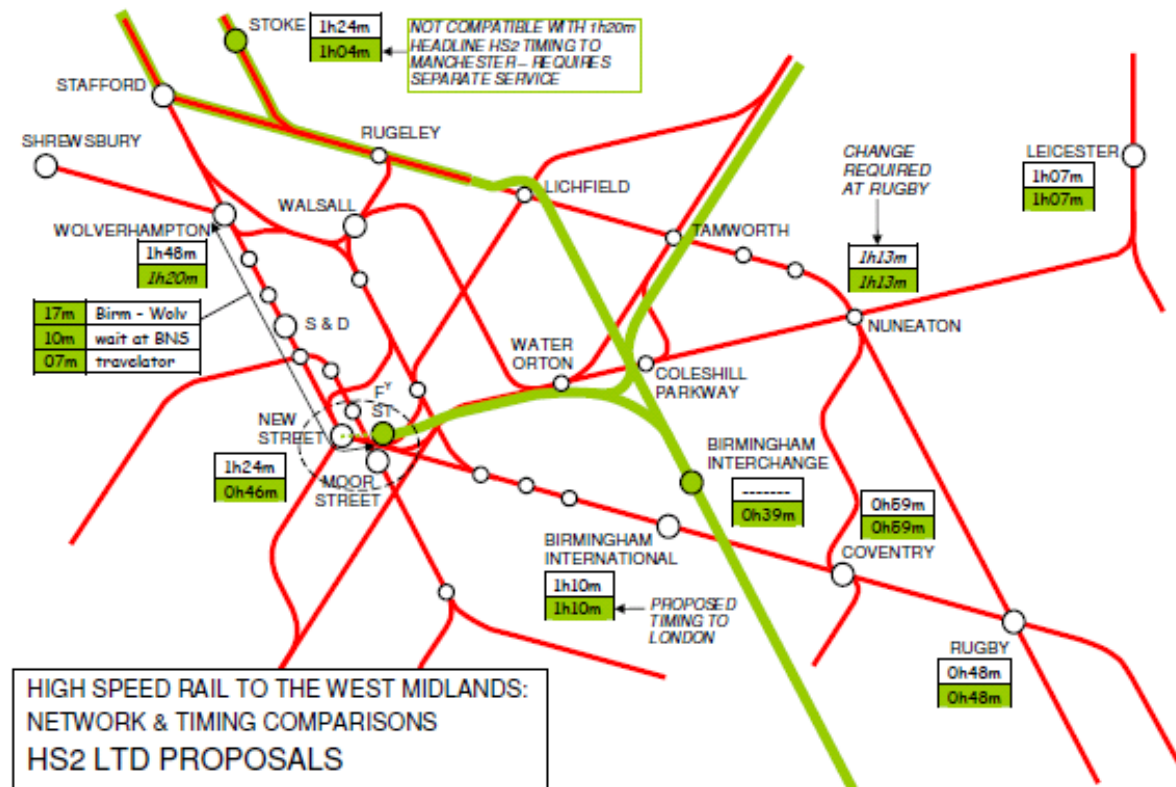 STOKE
1h24m
1h04m
NOT COMPATIBLE WITH 1h20m
HEADLINE HS2 TIMING TO
MANCHESTER – REQUIRES
SEPARATE SERVICE
STAFFORD
SHREWSBURY
RUGELEY
LICHFIELD
CHANGE
REQUIRED
AT RUGBY
LEICESTER
1h07m
1h07m
WOLVERHAMPTON
1h48m
1h20m
WALSALL
TAMWORTH
1h13m
1h13m
NUNEATON
17m Birm - Wolv
10m wait at BNS
07m travelator
S & D
WATER
ORTON
COLESHILL
PARKWAY
NEW
STREET
1h24m
0h46m
Fʸ
ST
MOOR
STREET
BIRMINGHAM
INTERCHANGE
-------
0h39m
BIRMINGHAM
INTERNATIONAL
1h10m
1h10m
PROPOSED
TIMING TO
LONDON
0h59m
0h59m
COVENTRY
RUGBY
0h48m
0h48m
HIGH SPEED RAIL TO THE WEST MIDLANDS:
NETWORK & TIMING COMPARISONS
HS2 LTD PROPOSALS